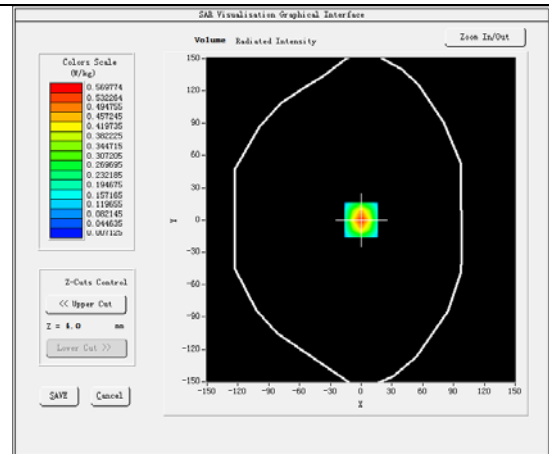 SAR Visualisation Graphical Interface
Volume Radiated Intensity
Zoom In/Out
Colors Scale
(W/kg)
0.569774
0.532264
0.494755
0.457245
0.419735
0.382225
0.344715
0.307205
0.269695
0.232185
0.194675
0.157165
0.119655
0.082145
0.044635
0.007125
Z-Cuts Control
<< Upper Cut
Z = 4.0 mm
Lower Cut >>
SAVE Cancel
150
120
90
60
30
0
-30
-60
-90
-120
-150
Y
-150 -120 -90 -60 -30 0 30 60 90 120 150
X